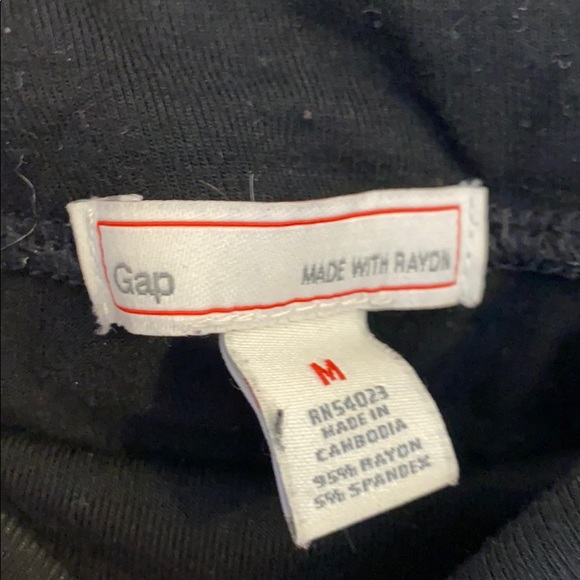 Gap
MADE WITH RAYON
M
RN54023
MADE IN
CAMBODIA
95% RAYON
5% SPANDEX